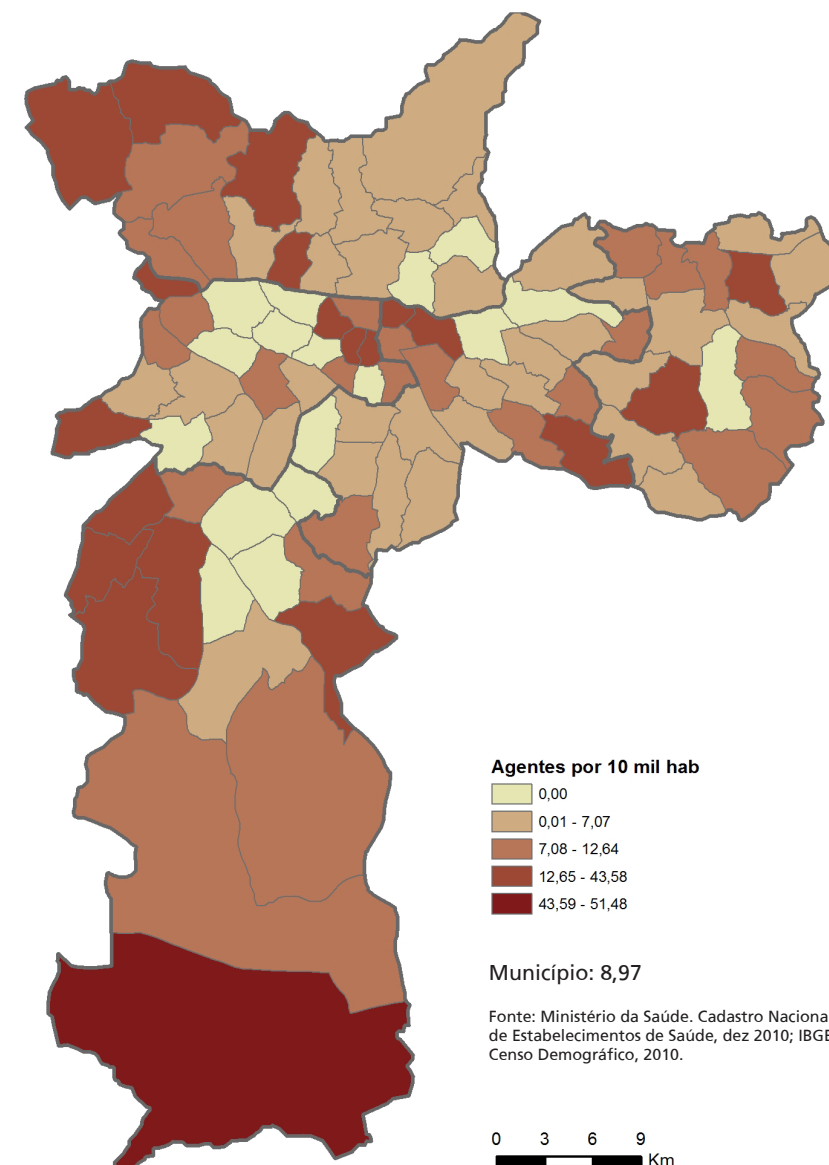 Agentes por 10 mil hab
0,00
0,01 - 7,07
7,08 - 12,64
12,65 - 43,58
43,59 - 51,48
Município: 8,97
Fonte: Ministério da Saúde. Cadastro Naciona
de Estabelecimentos de Saúde, dez 2010; IBGE
Censo Demográfico, 2010.
0 3 6 9
Km